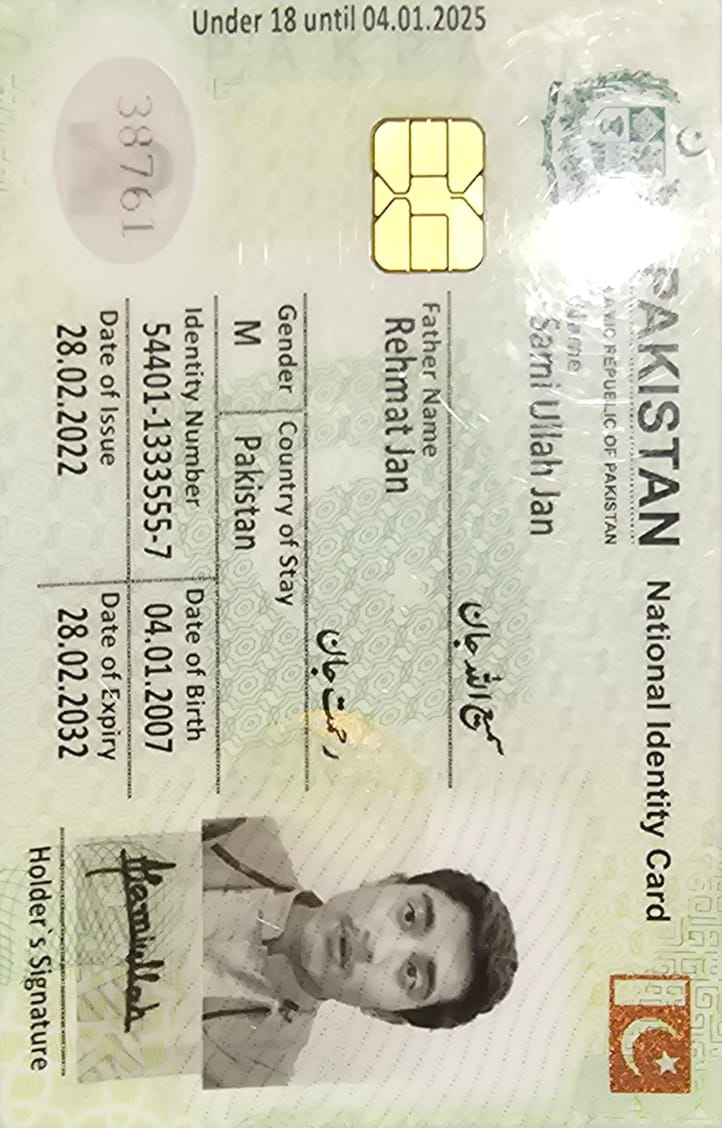 Under 18 until 04.01.2025
PAKISTAN National Identity Card
ISLAMIC REPUBLIC OF PAKISTAN
Name
Sami Ullah Jan
سمیع اللہ جان
Father Name
Rehmat Jan
رحمت جان
Gender Country of Stay
M Pakistan
Identity Number Date of Birth
54401-1333555-7 04.01.2007
Date of Issue Date of Expiry
28.02.2022 28.02.2032
38761
Samiullah
Holder's Signature